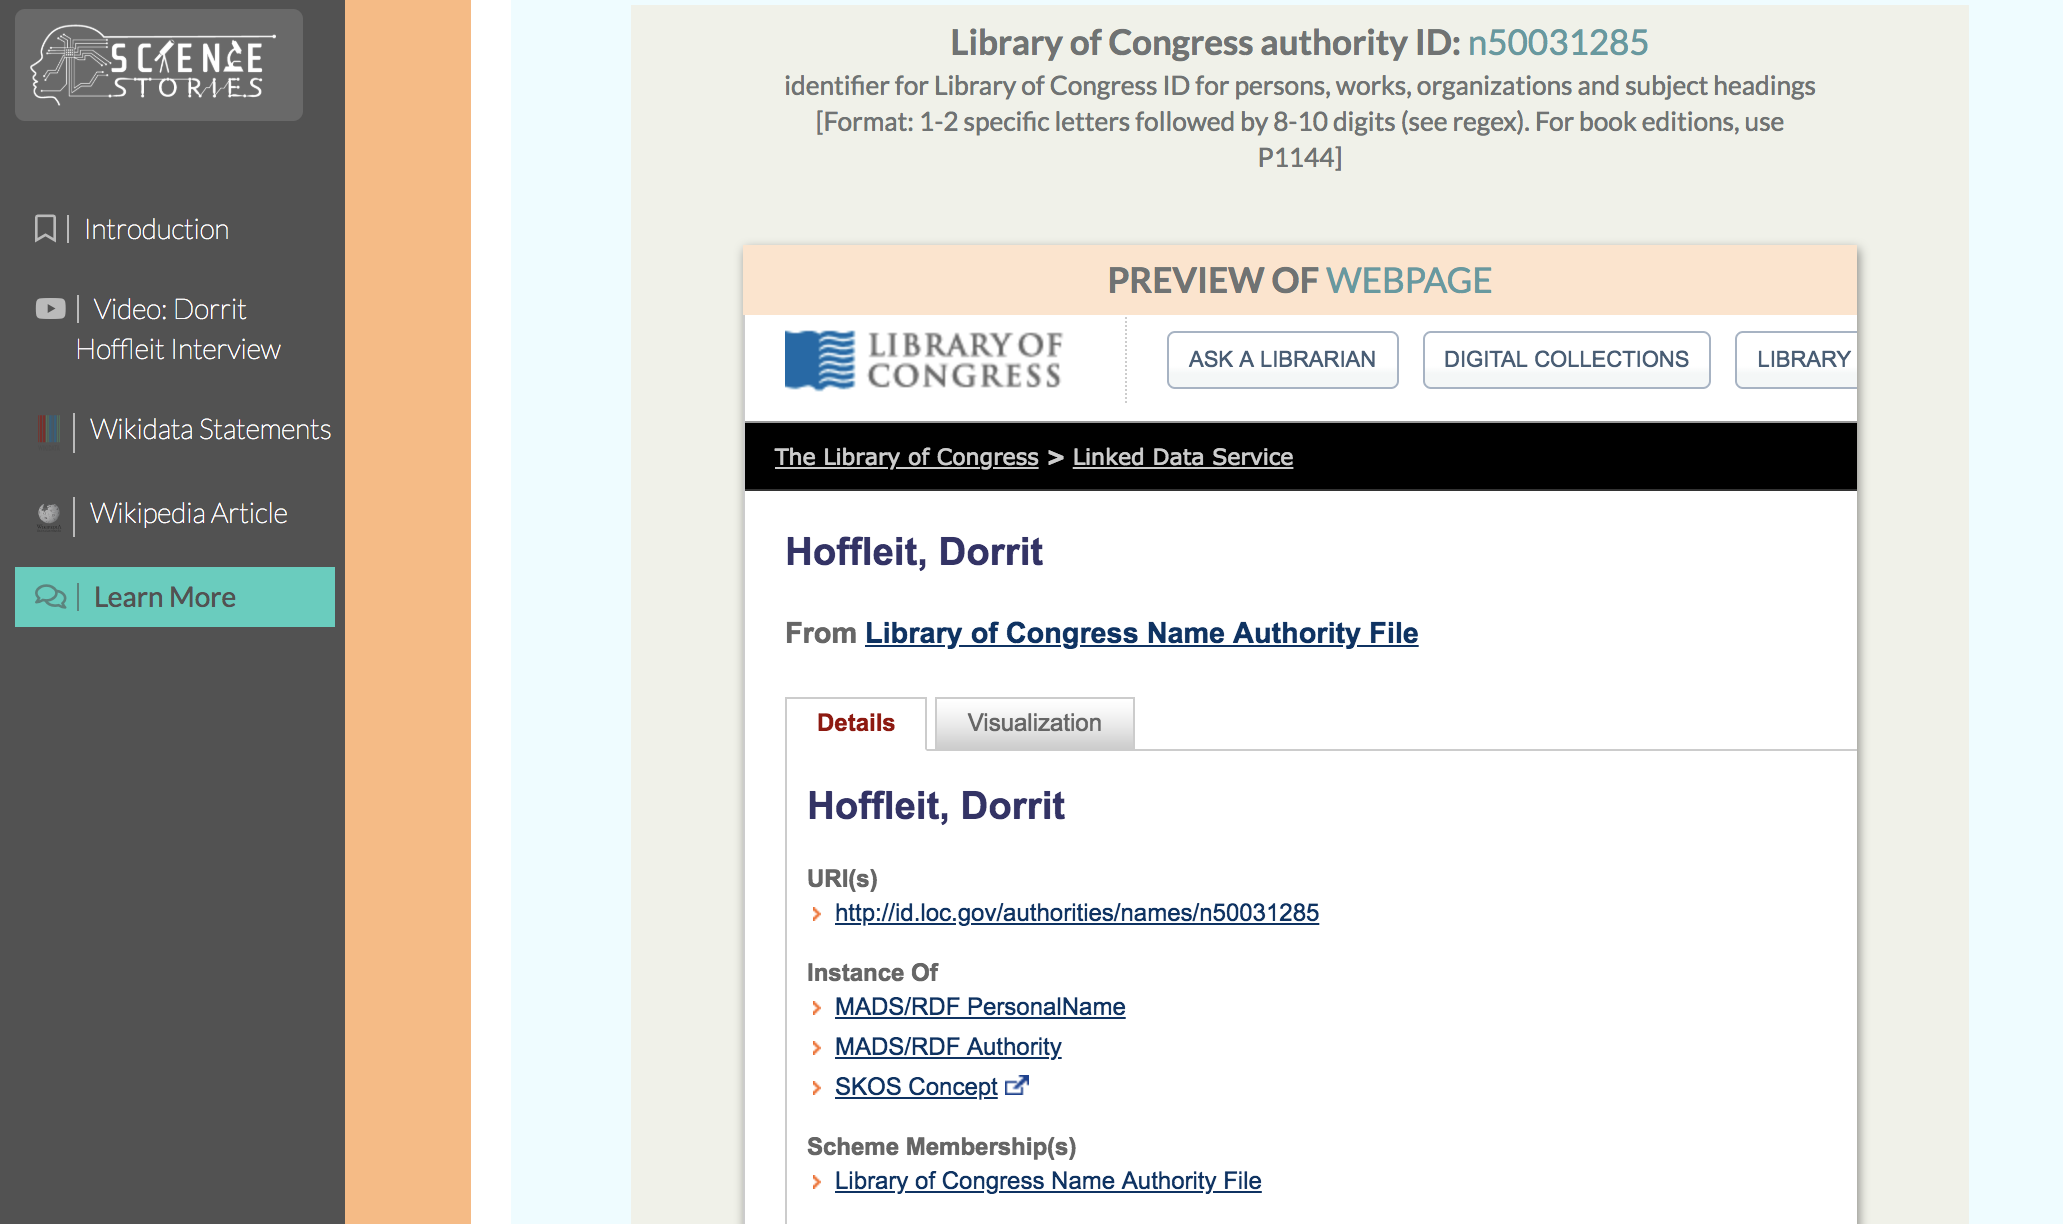 SCIENCE
STORIES
Introduction
Video: Dorrit
Hoffleit Interview
Wikidata Statements
Wikipedia Article
Learn More
Library of Congress authority ID: n50031285
identifier for Library of Congress ID for persons, works, organizations and subject headings
[Format: 1-2 specific letters followed by 8-10 digits (see regex). For book editions, use
P1144]
PREVIEW OF WEBPAGE
LIBRARY OF
CONGRESS
ASK A LIBRARIAN
DIGITAL COLLECTIONS
LIBRARY
The Library of Congress > Linked Data Service
Hoffleit, Dorrit
From Library of Congress Name Authority File
Details
Visualization
Hoffleit, Dorrit
URI(s)
http://id.loc.gov/authorities/names/n50031285
Instance Of
MADS/RDF PersonalName
MADS/RDF Authority
SKOS Concept
Scheme Membership(s)
Library of Congress Name Authority File